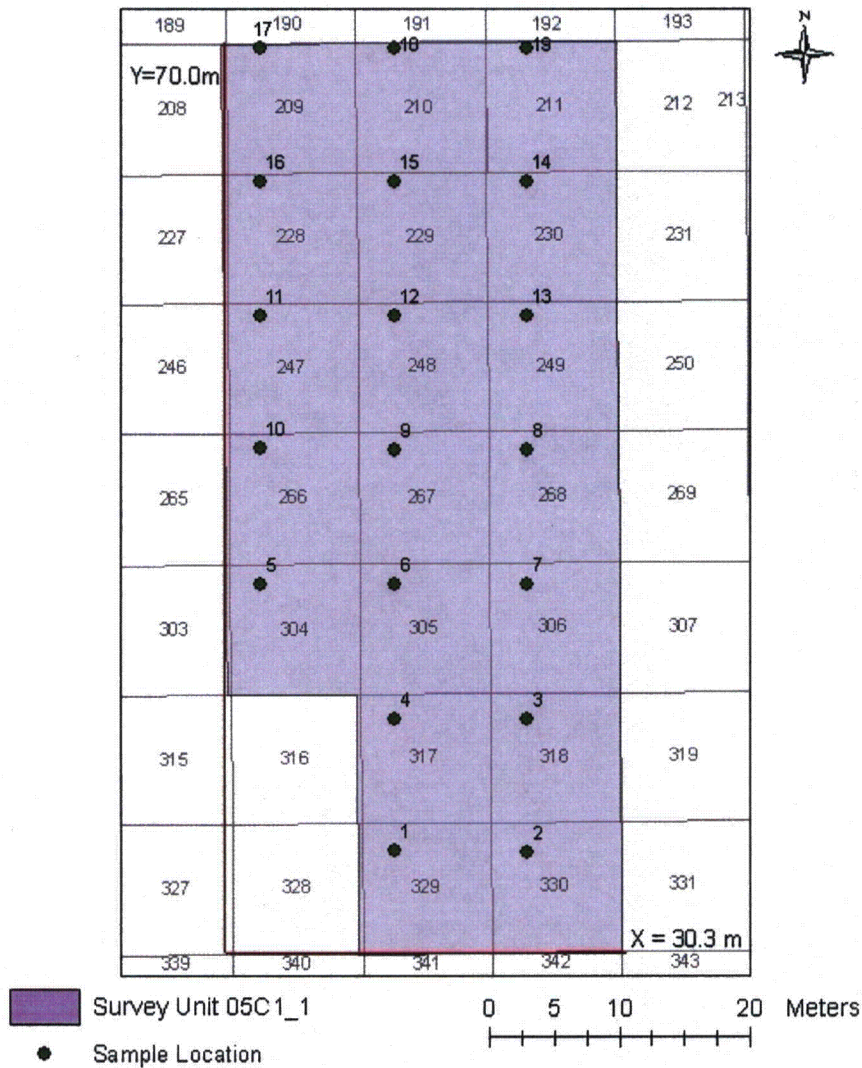 189 190 191 192 193
N
17 18 19
Y=70.0m
208 209 210 211 212 213
16 15 14
227 228 229 230 231
11 12 13
246 247 248 249 250
10 9 8
265 266 267 268 269
5 6 7
303 304 305 306 307
4 3
315 316 317 318 319
1 2
327 328 329 330 331
X = 30.3 m
339 340 341 342 343
Survey Unit 05C1_1
0 5 10 20 Meters
Sample Location